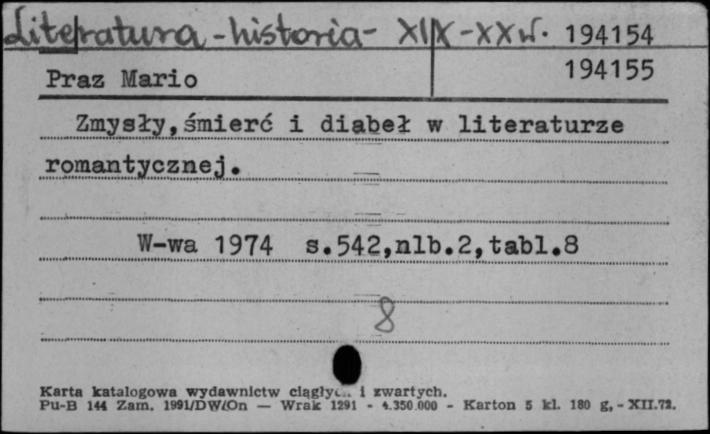 Literatura - historia - XIX - XX w. 194154
Praz Mario 194155
Zmysły, śmierć i diabeł w literaturze
romantycznej.
W-wa 1974 s.542,nlb.2,tabl.8
8
Karta katalogowa wydawnictw ciągłych i zwartych.
Pu-B 144 Zam. 1991/DW/On — Wrak 1291 - 4.350.000 - Karton 5 kl. 180 g, - XII.72.